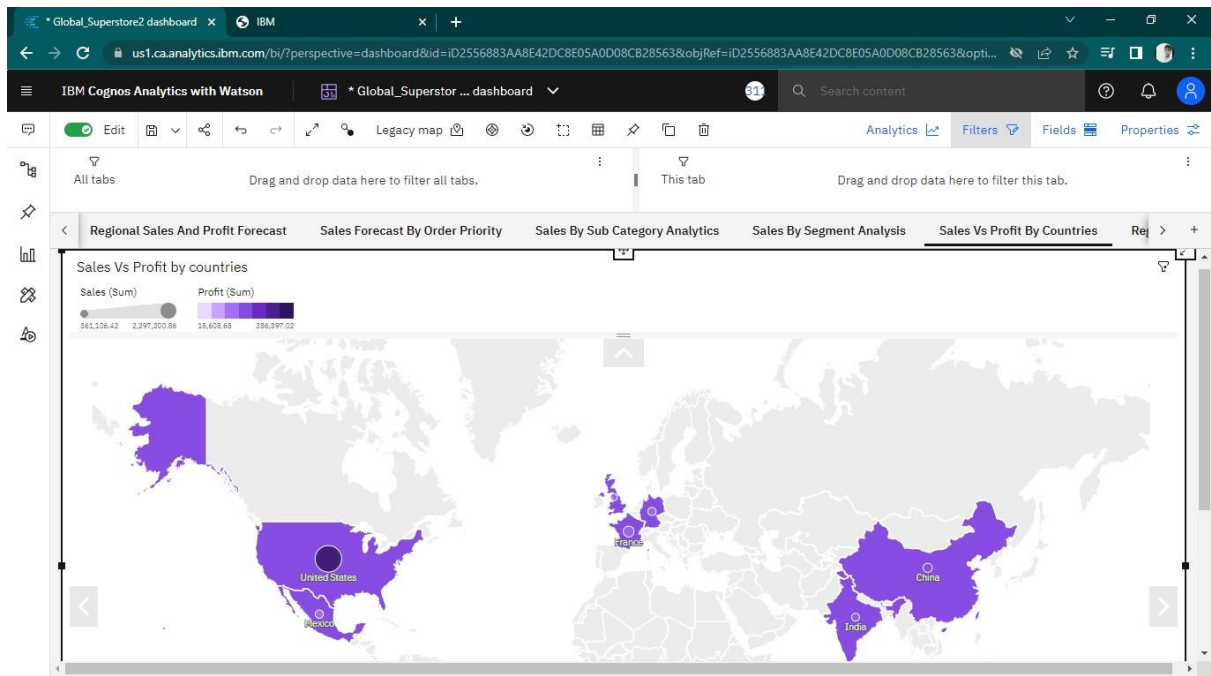 * Global_Superstore2 dashboard
IBM
us1.ca.analytics.ibm.com/bi/?perspective=dashboard&id=iD2556883AA8E42DC8E05A0D08CB28563&objRef=iD2556883AA8E42DC8E05A0D08CB28563&opti...
IBM Cognos Analytics with Watson
* Global_Superstor ... dashboard
311
Search content
Edit
Legacy map
Analytics
Filters
Fields
Properties
All tabs
Drag and drop data here to filter all tabs.
This tab
Drag and drop data here to filter this tab.
Regional Sales And Profit Forecast
Sales Forecast By Order Priority
Sales By Sub Category Analytics
Sales By Segment Analysis
Sales Vs Profit By Countries
Reg
Sales Vs Profit by countries
Sales (Sum)
Profit (Sum)
361,106.42
2,297,200.86
15,608.68
286,397.02
France
United States
China
Mexico
India